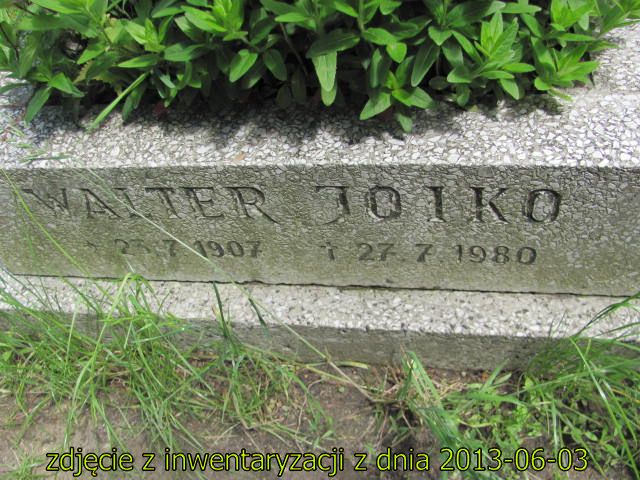 WALTER JOIKO
* 23.7.1907 † 27.7.1980
zdjęcie z inwentaryzacji z dnia 2013-06-03